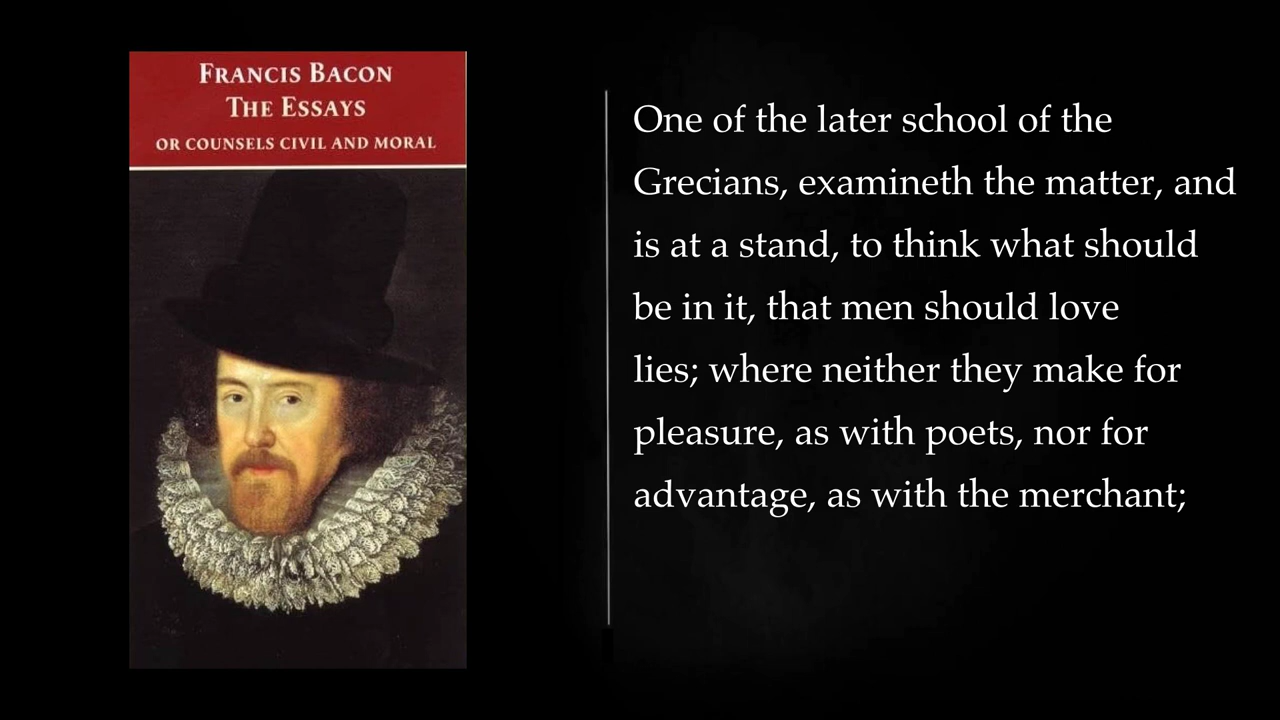 FRANCIS BACON
THE ESSAYS
OR COUNSELS CIVIL AND MORAL
One of the later school of the
Grecians, examineth the matter, and
is at a stand, to think what should
be in it, that men should love
lies; where neither they make for
pleasure, as with poets, nor for
advantage, as with the merchant;